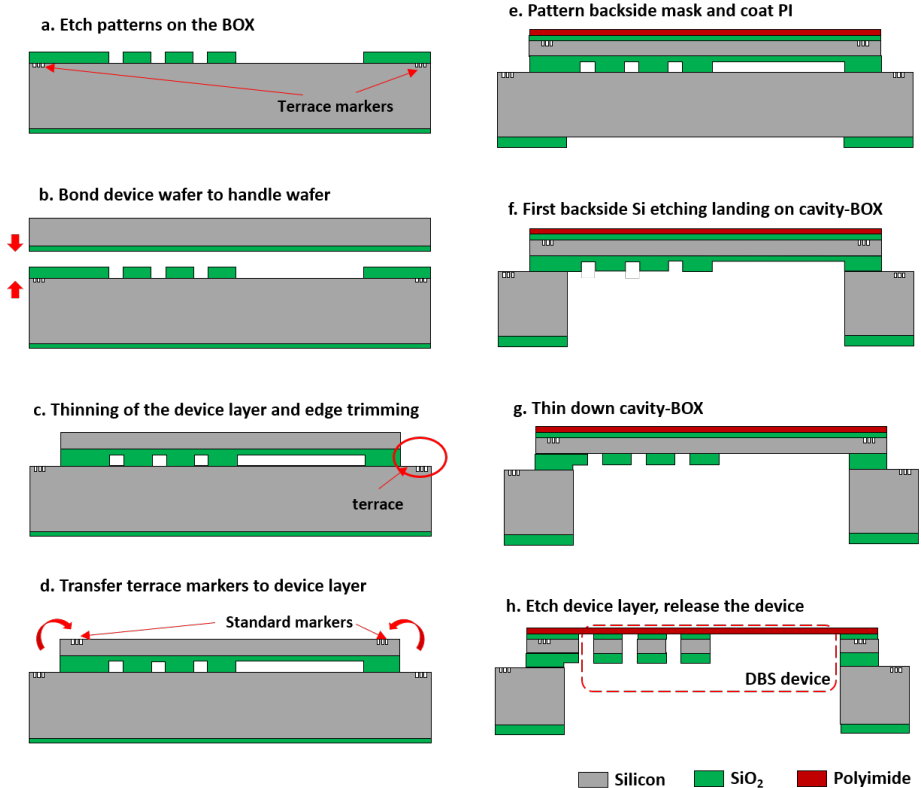 a. Etch patterns on the BOX
Terrace markers
b. Bond device wafer to handle wafer
c. Thinning of the device layer and edge trimming
terrace
d. Transfer terrace markers to device layer
Standard markers
e. Pattern backside mask and coat PI
f. First backside Si etching landing on cavity-BOX
g. Thin down cavity-BOX
h. Etch device layer, release the device
DBS device
Silicon
SiO₂
Polyimide